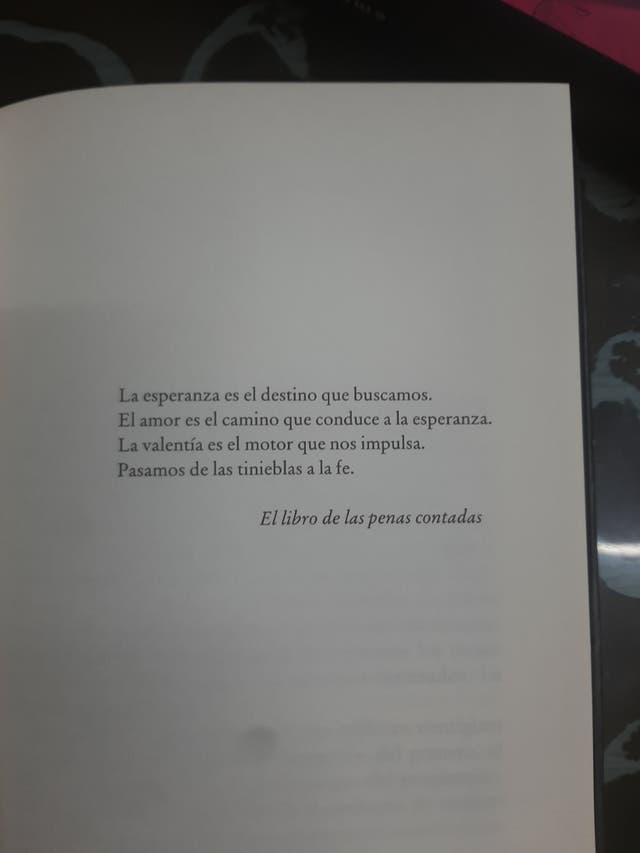 La esperanza es el destino que buscamos.
El amor es el camino que conduce a la esperanza.
La valentía es el motor que nos impulsa.
Pasamos de las tinieblas a la fe.
El libro de las penas contadas